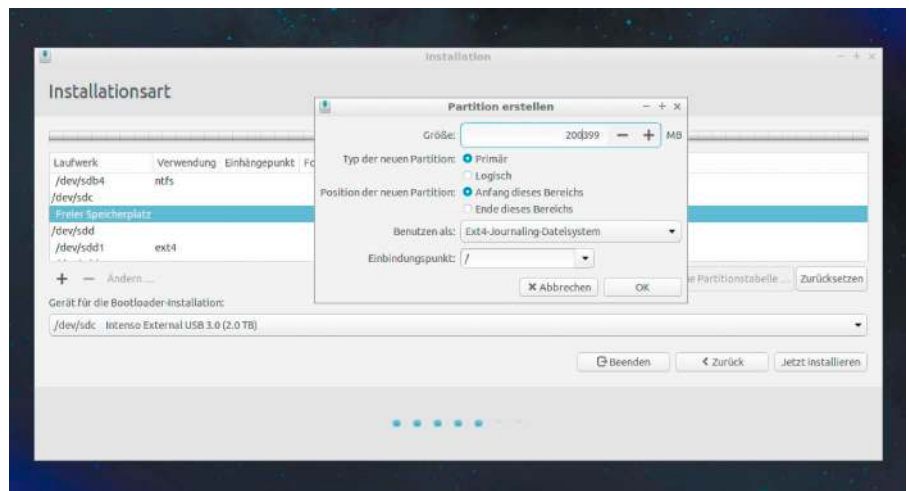 Installation
Installationsart
Partition erstellen
Größe: 200399 MB
Typ der neuen Partition: Primär
Logisch
Position der neuen Partition: Anfang dieses Bereichs
Ende dieses Bereichs
Benutzen als: Ext4-Journaling-Dateisystem
Einbindungspunkt: /
Abbrechen OK
Laufwerk Verwendung Einhängepunkt Fo
/dev/sdb4 ntfs
/dev/sdc
Freier Speicherplatz
/dev/sdd
/dev/sdd1 ext4
+ − Ändern ... e Partitionstabelle ... Zurücksetzen
Gerät für die Bootloader-Installation:
/dev/sdc Intenso External USB 3.0 (2.0 TB)
Beenden Zurück Jetzt installieren